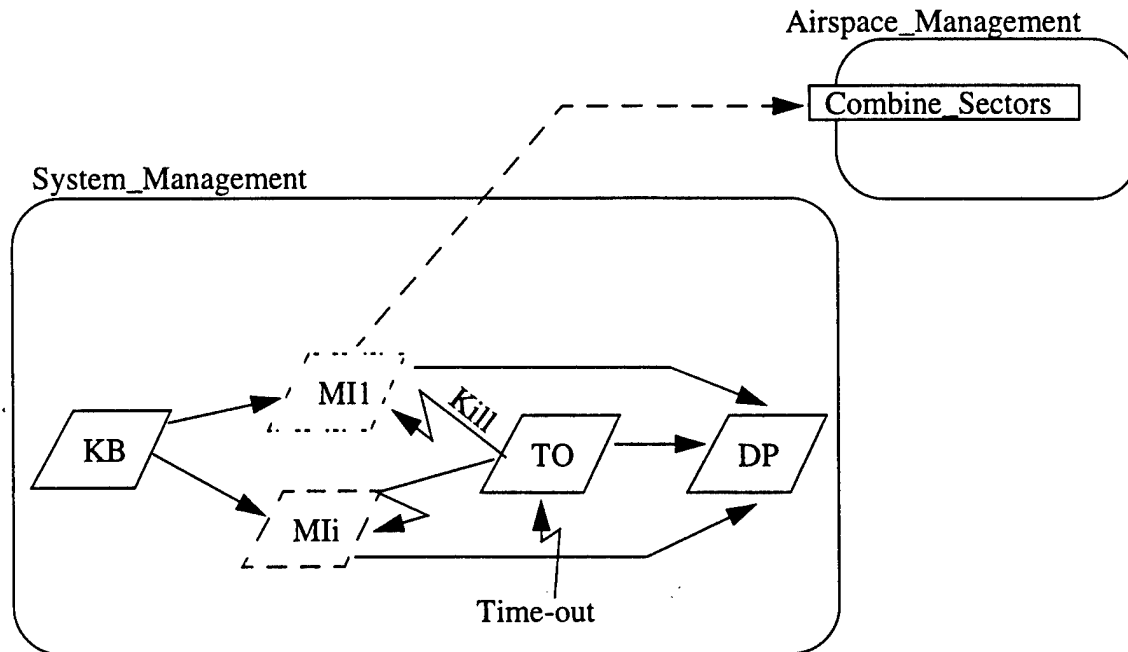 Airspace_Management
Combine_Sectors
System_Management
MI1
Kill
KB
TO
DP
MIi
Time-out